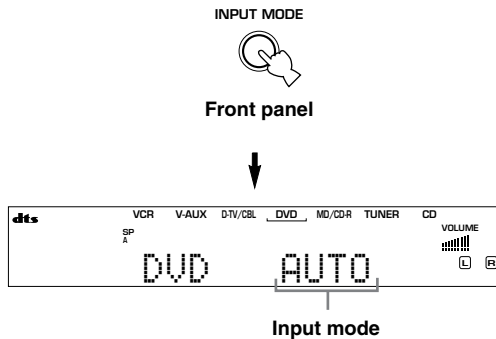 INPUT MODE
Front panel
dts VCR V-AUX D-TV/CBL DVD MD/CD-R TUNER CD
SP
A
VOLUME
L R
DVD AUTO
Input mode